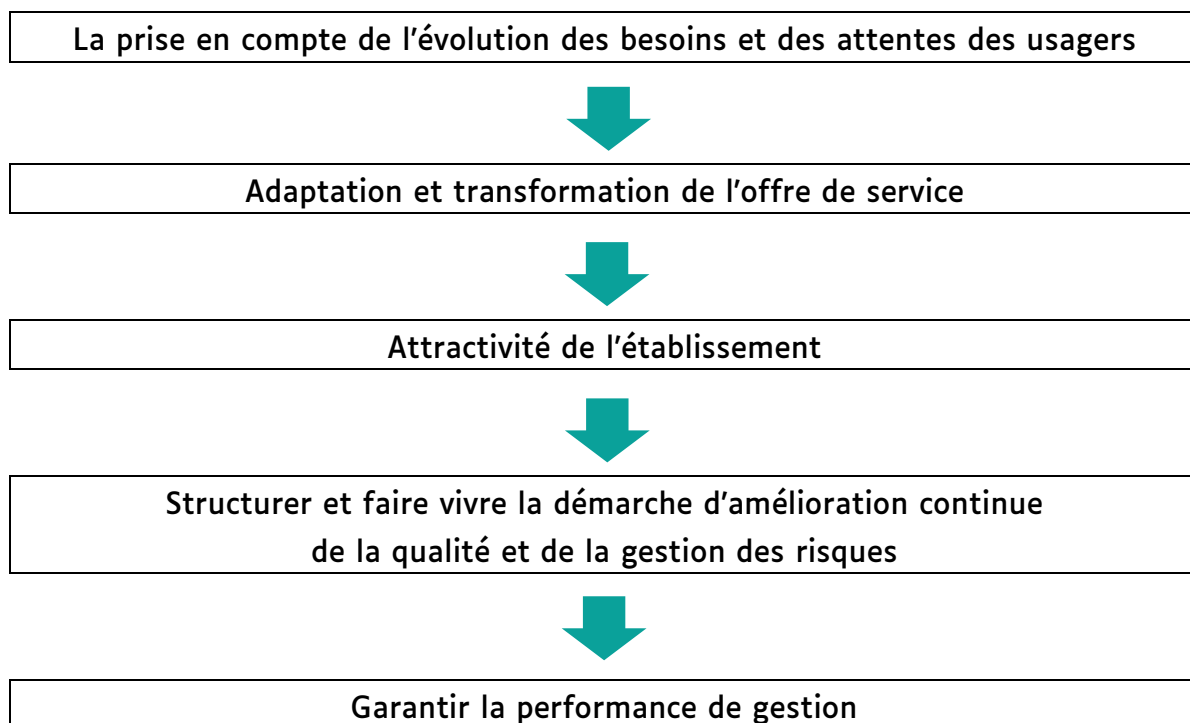 La prise en compte de l’évolution des besoins et des attentes des usagers
Adaptation et transformation de l’offre de service
Attractivité de l’établissement
Structurer et faire vivre la démarche d’amélioration continue
de la qualité et de la gestion des risques
Garantir la performance de gestion